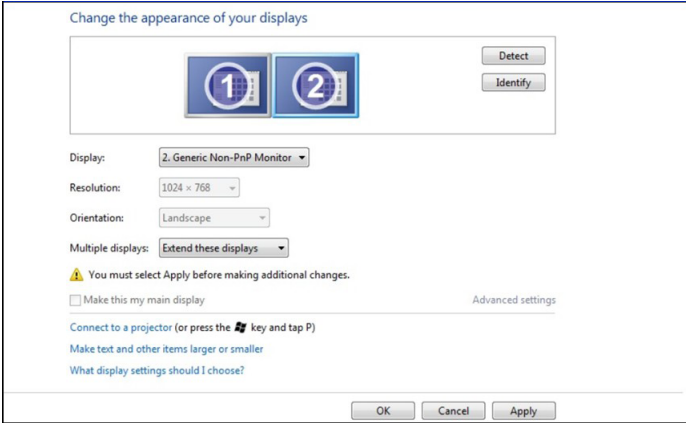 Change the appearance of your displays
1
2
Detect
Identify
Display: 2. Generic Non-PnP Monitor
Resolution: 1024 × 768
Orientation: Landscape
Multiple displays: Extend these displays
You must select Apply before making additional changes.
Make this my main display Advanced settings
Connect to a projector (or press the key and tap P)
Make text and other items larger or smaller
What display settings should I choose?
OK Cancel Apply